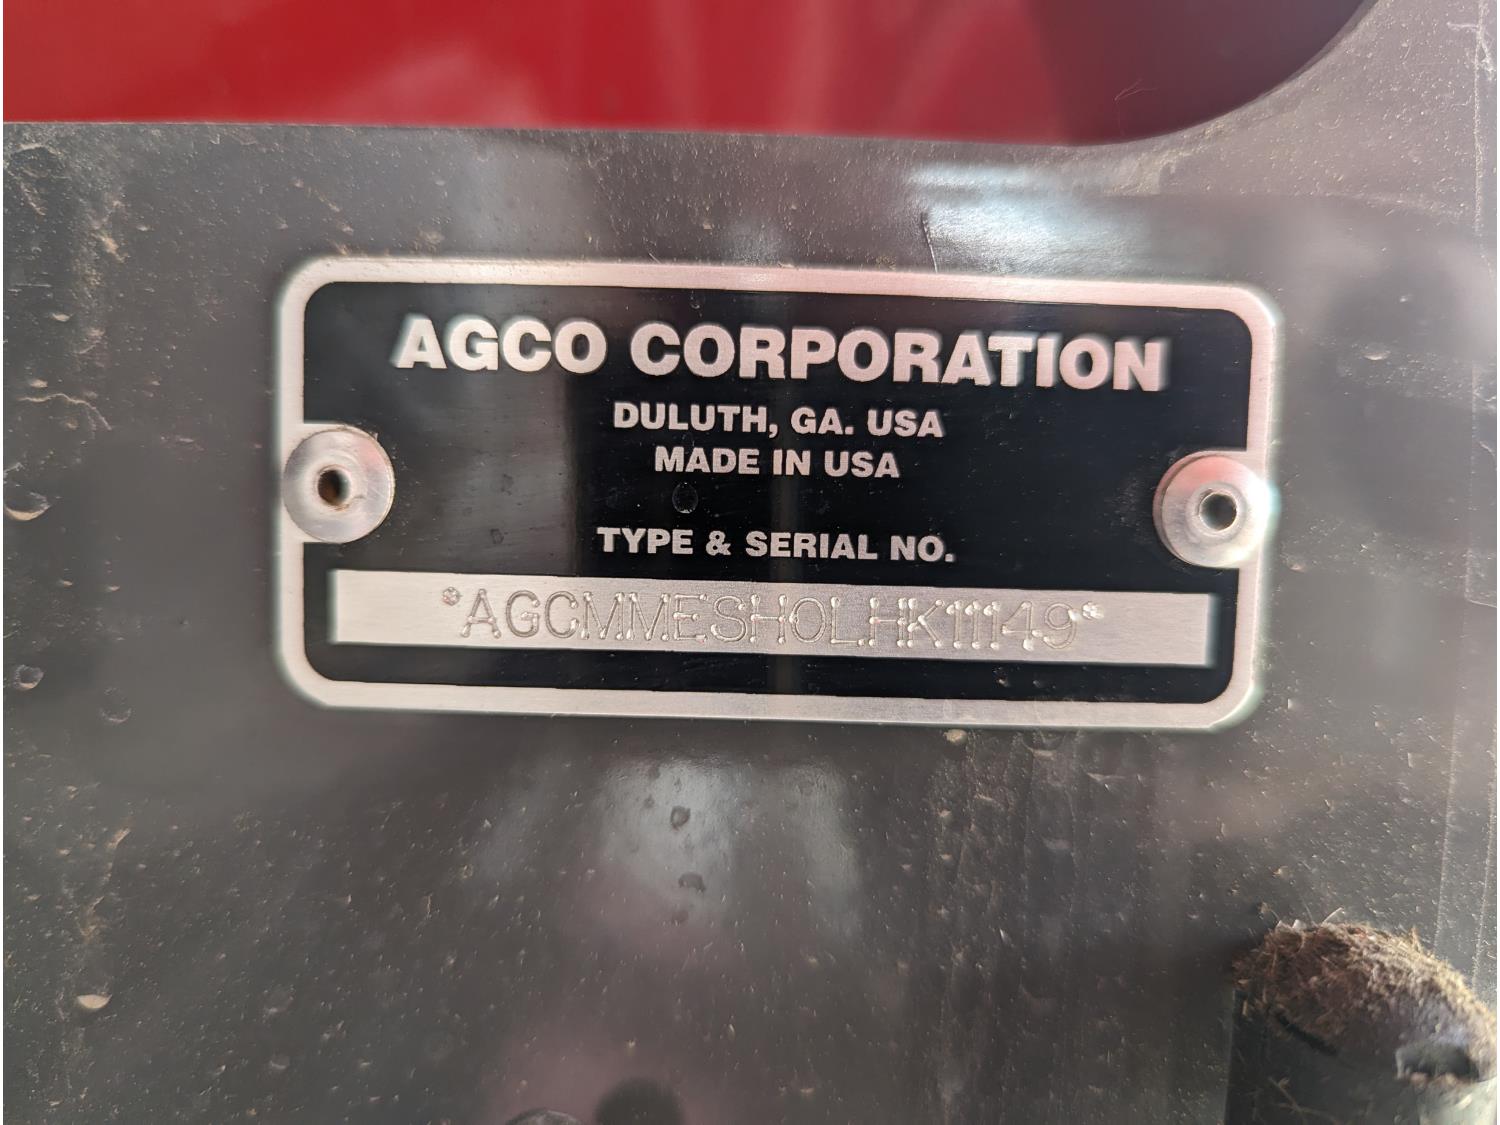 AGCO CORPORATION
DULUTH, GA. USA
MADE IN USA
TYPE & SERIAL NO.
*AGCMMESH0LHK11149*